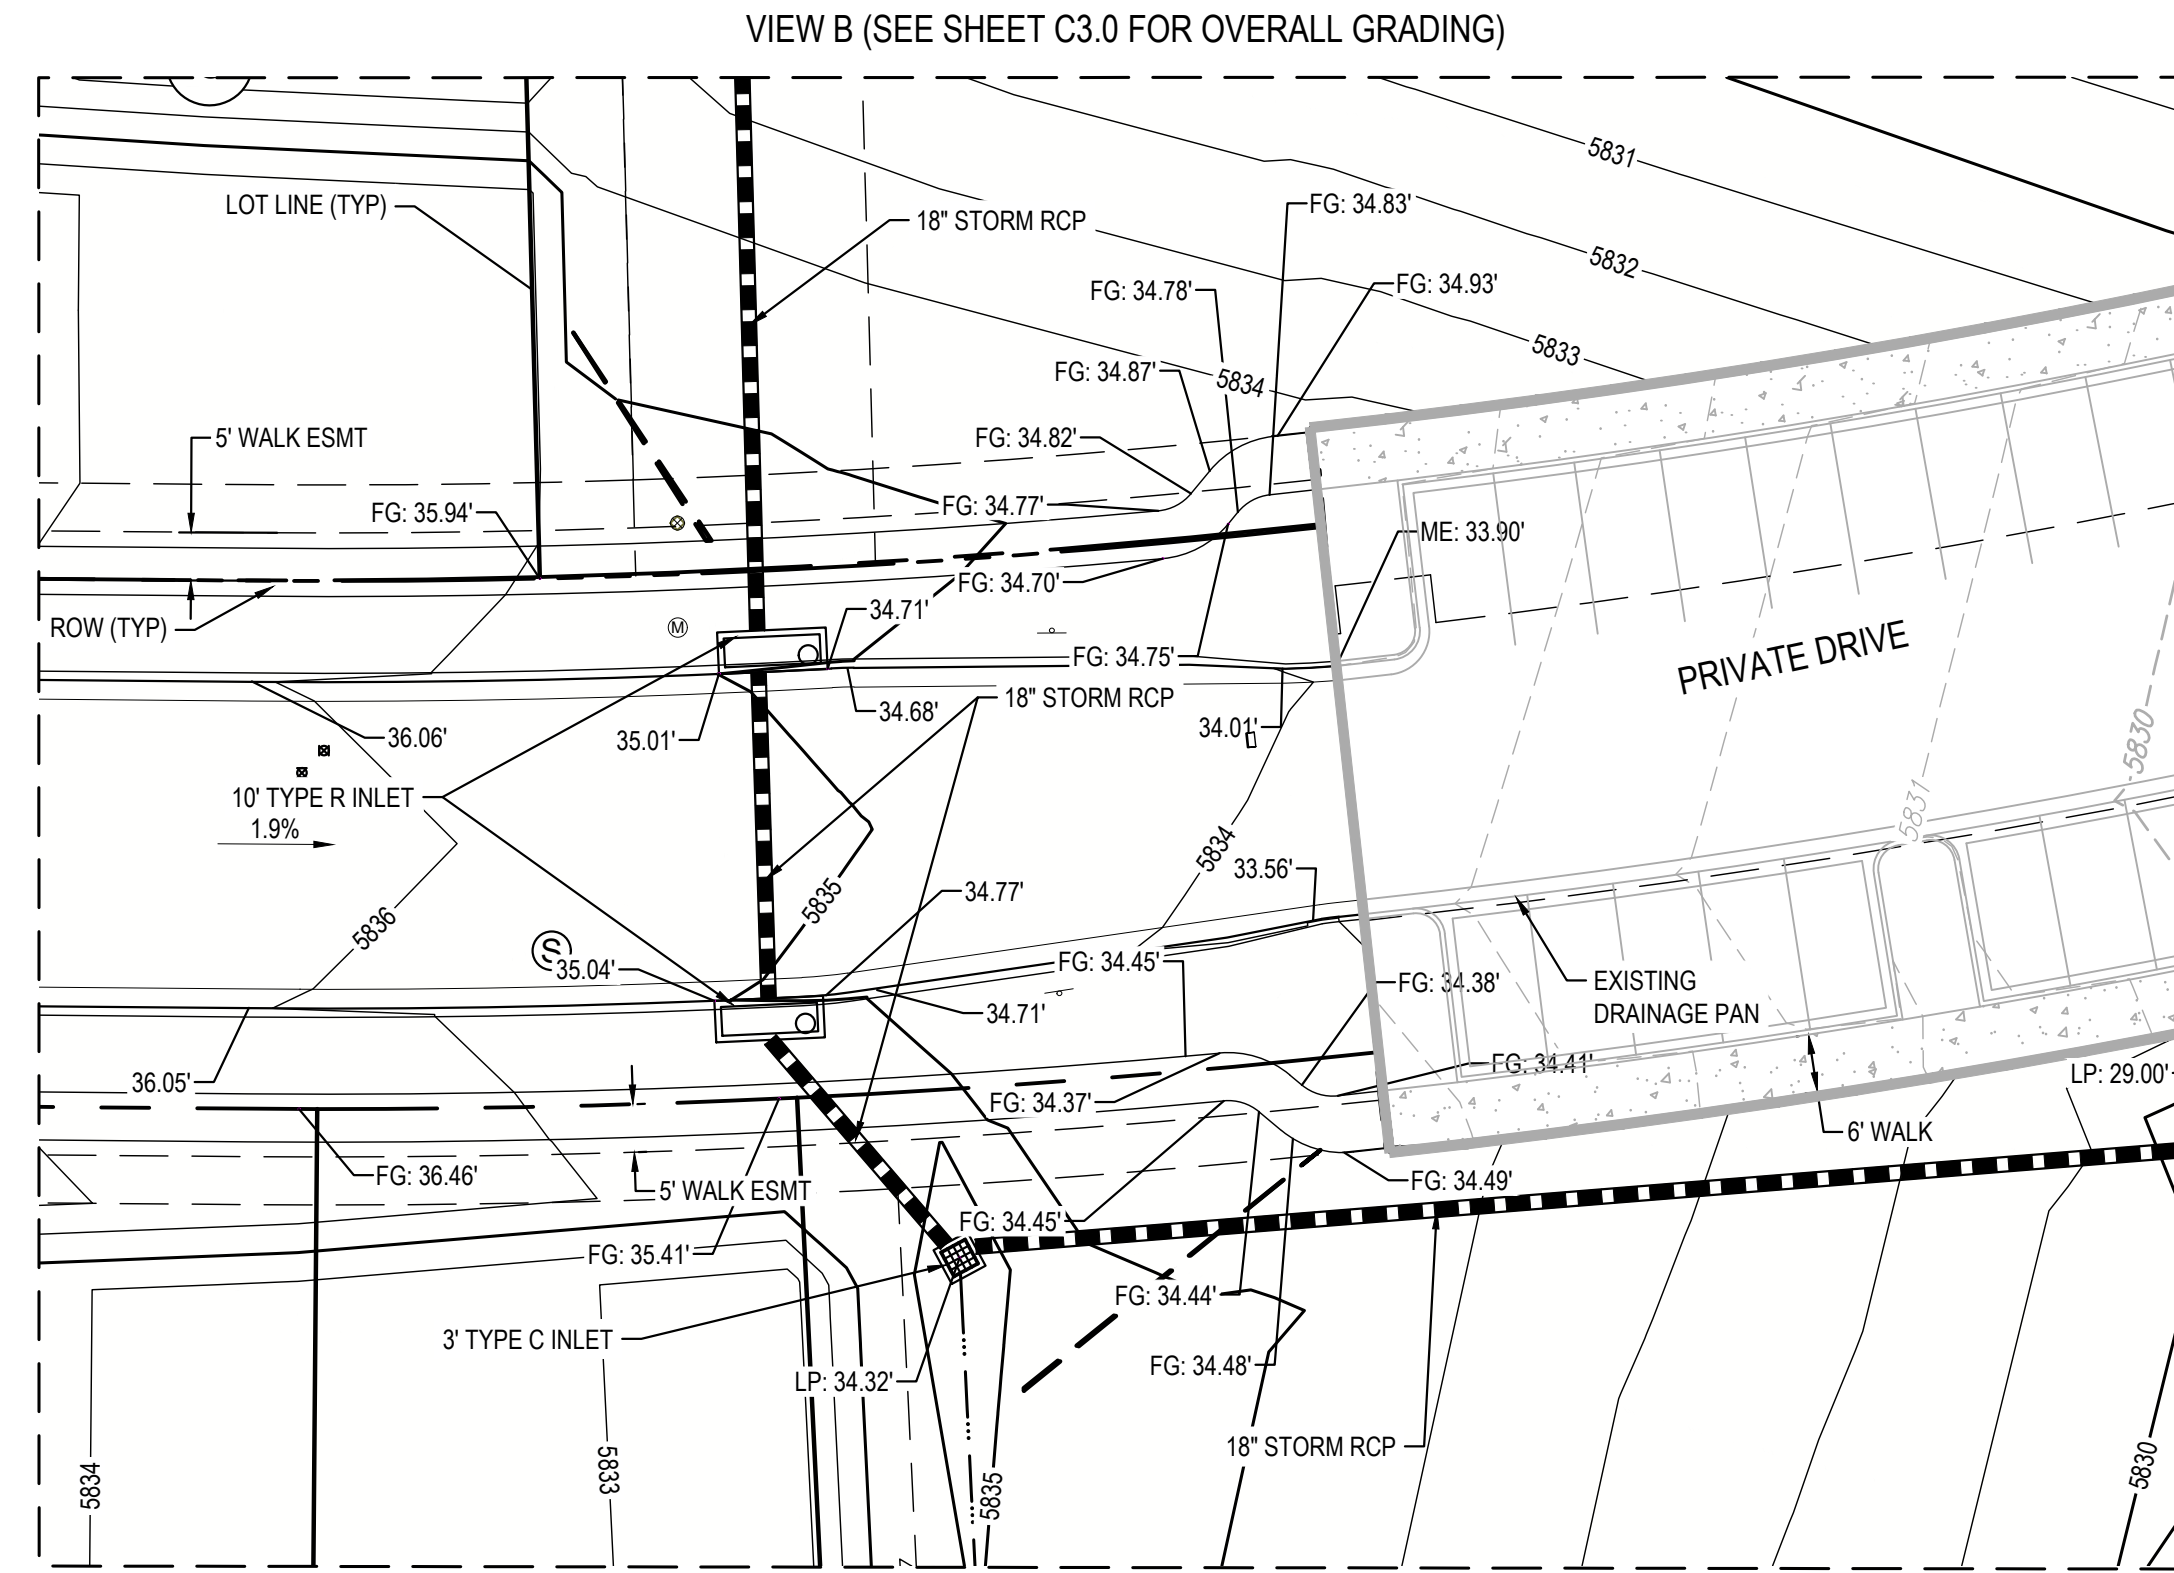 VIEW B (SEE SHEET C3.0 FOR OVERALL GRADING)
5831
LOT LINE (TYP)
18" STORM RCP
FG: 34.83'
5832
FG: 34.78'
FG: 34.93'
5833
FG: 34.87'
5834
5' WALK ESMT
FG: 34.82'
FG: 35.94'
FG: 34.77'
ME: 33.90'
FG: 34.70'
34.71'
ROW (TYP)
M
FG: 34.75'
PRIVATE DRIVE
18" STORM RCP
34.68'
34.01'
36.06'
35.01'
5830
10' TYPE R INLET
1.9%
5831
5834
33.56'
34.77'
5835
5836
S
35.04'
FG: 34.45'
FG: 34.38'
EXISTING
DRAINAGE PAN
34.71'
FG: 34.41'
36.05'
LP: 29.00'
FG: 34.37'
6' WALK
FG: 36.46'
5' WALK ESMT
FG: 34.49'
FG: 34.45'
FG: 35.41'
FG: 34.44'
3' TYPE C INLET
FG: 34.48'
LP: 34.32'
18" STORM RCP
5834
5833
5835
5830